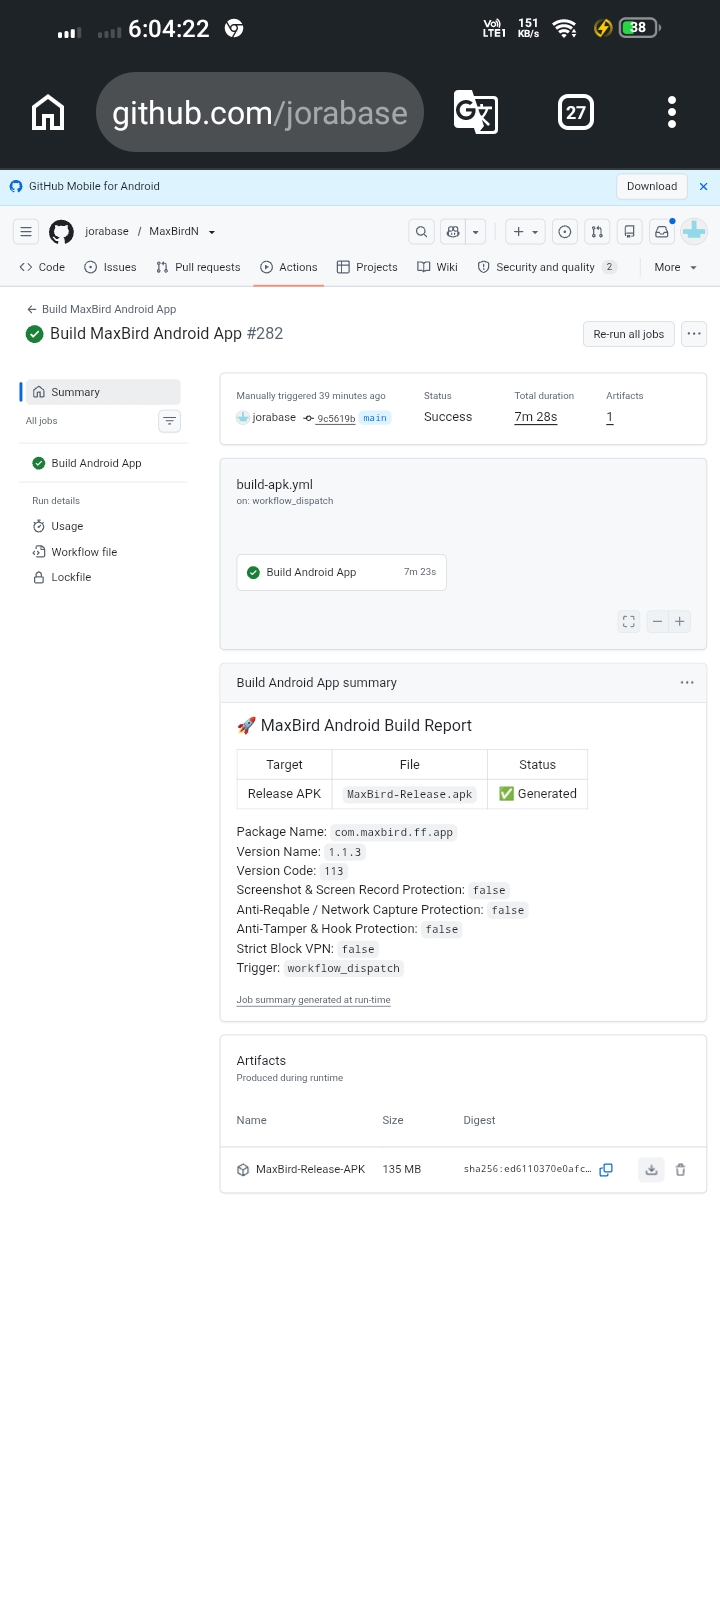 6:04:22
Vo) LTE1 151 KB/s 38
github.com/jorabase
27
GitHub Mobile for Android Download
jorabase / MaxBirdN
Code Issues Pull requests Actions Projects Wiki Security and quality 2 More
← Build MaxBird Android App
Build MaxBird Android App #282
Re-run all jobs
Summary
All jobs
Build Android App
Run details
Usage
Workflow file
Lockfile
Manually triggered 39 minutes ago Status Total duration Artifacts
jorabase 9c5619b main Success 7m 28s 1
build-apk.yml
on: workflow_dispatch
Build Android App 7m 23s
Build Android App summary
🚀 MaxBird Android Build Report
Target File Status
Release APK MaxBird-Release.apk ✅ Generated
Package Name: com.maxbird.ff.app
Version Name: 1.1.3
Version Code: 113
Screenshot & Screen Record Protection: false
Anti-Reqable / Network Capture Protection: false
Anti-Tamper & Hook Protection: false
Strict Block VPN: false
Trigger: workflow_dispatch
Job summary generated at run-time
Artifacts
Produced during runtime
Name Size Digest
MaxBird-Release-APK 135 MB sha256:ed6110370e0afc…